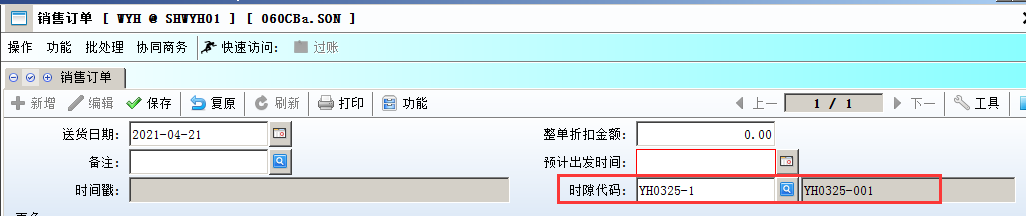 销售订单 [ WYH @ SHWYH01 ] [ 060CBa.SON ]
操作 功能 批处理 协同商务 快速访问: 过账
销售订单
新增 编辑 保存 复原 刷新 打印 功能 上一 1 / 1 下一 工具
送货日期: 2021-04-21 整单折扣金额: 0.00
备注: 预计出发时间:
时间戳: 时隙代码: YH0325-1 YH0325-001